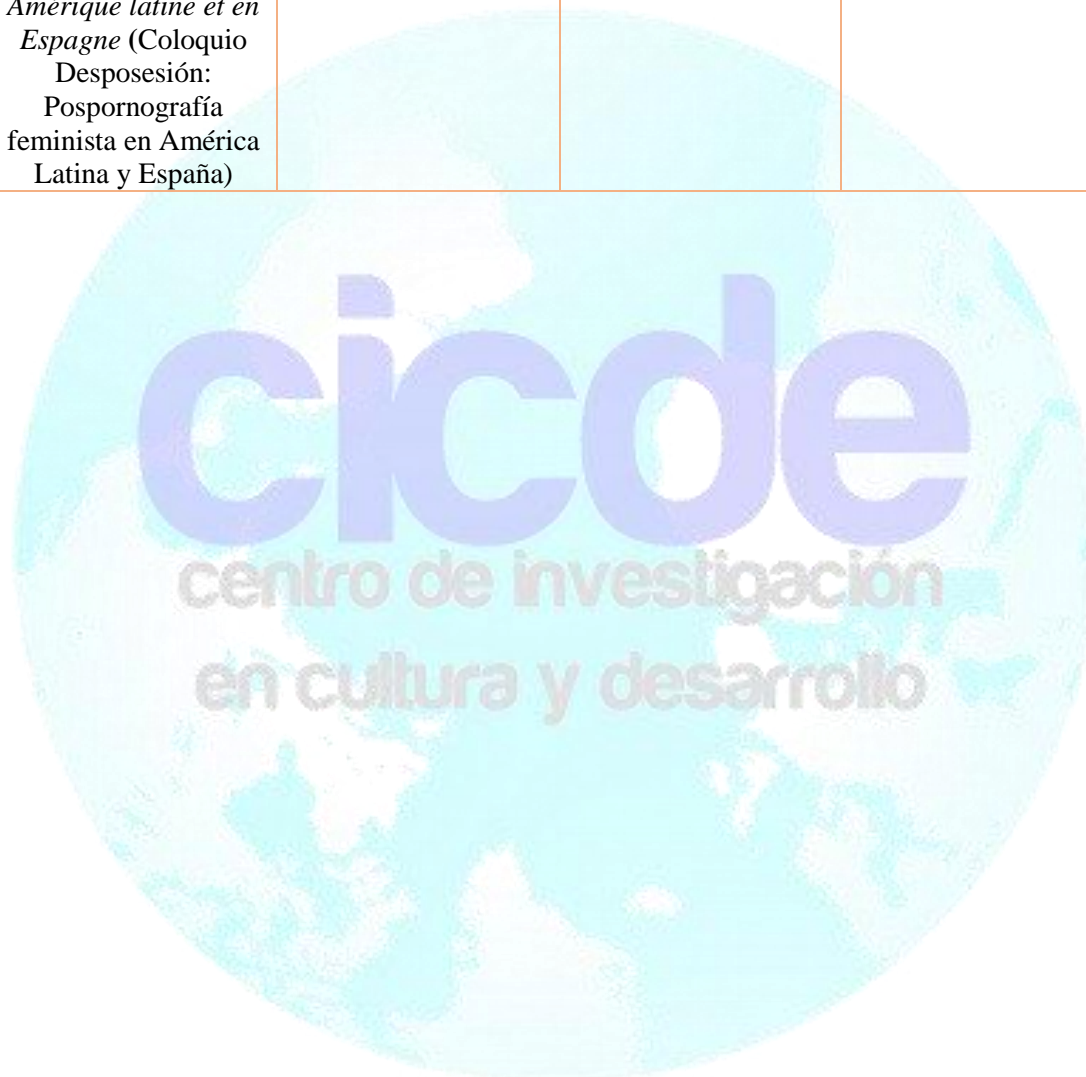 Amérique latine et en
Espagne (Coloquio
Desposesión:
Pospornografía
feminista en América
Latina y España)
cicde
centro de investigación
en cultura y desarrollo